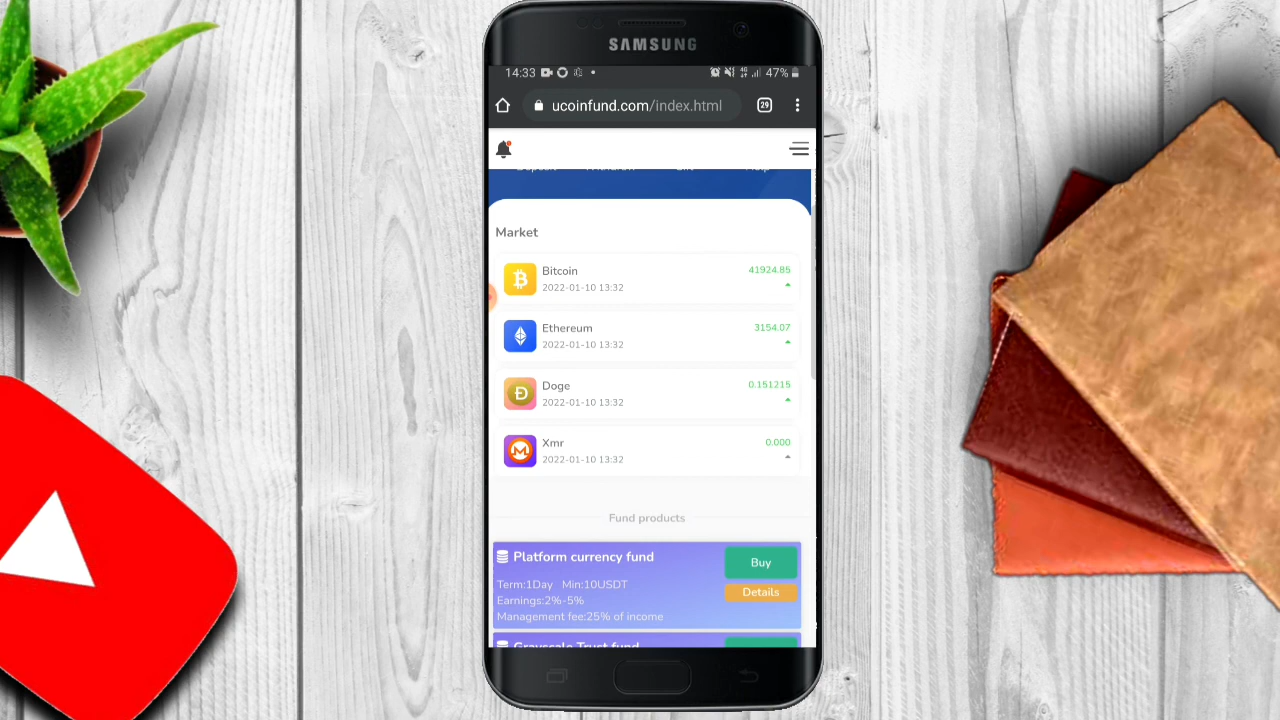 SAMSUNG
14:33
47%
ucoinfund.com/index.html
29
Market
Bitcoin
41924.85
2022-01-10 13:32
Ethereum
3154.07
2022-01-10 13:32
Doge
0.151215
2022-01-10 13:32
Xmr
0.000
2022-01-10 13:32
Fund products
Platform currency fund
Buy
Term:1Day Min:10USDT
Details
Earnings:2%-5%
Management fee:25% of income
Grayscale Trust fund